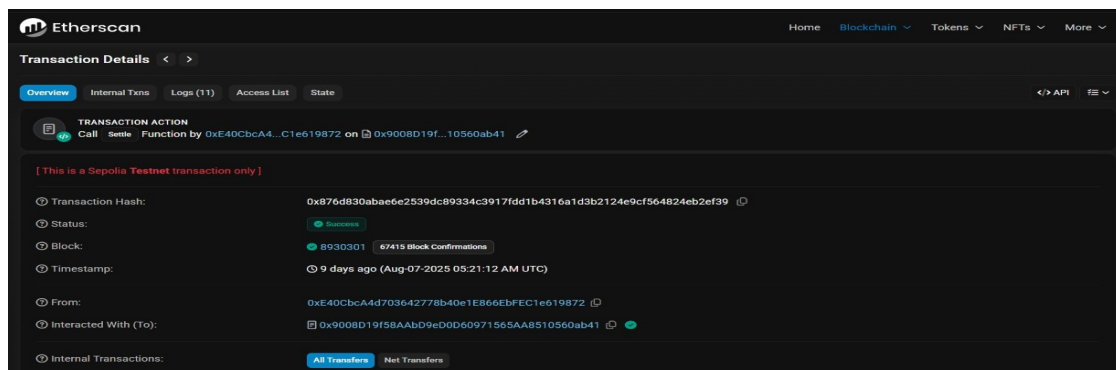 Etherscan
Home Blockchain Tokens NFTs More
Transaction Details < >
Overview Internal Txns Logs (11) Access List State </> API
TRANSACTION ACTION
Call Settle Function by 0xE40CbcA4...C1e619872 on 0x9008D19f...10560ab41
[ This is a Sepolia Testnet transaction only ]
Transaction Hash: 0x876d830abae6e2539dc89334c3917fdd1b4316a1d3b2124e9cf564824eb2ef39
Status: Success
Block: 8930301 67415 Block Confirmations
Timestamp: 9 days ago (Aug-07-2025 05:21:12 AM UTC)
From: 0xE40CbcA4d703642778b40e1E866EbFEC1e619872
Interacted With (To): 0x9008D19f58AAbD9eD0D60971565AA8510560ab41
Internal Transactions: All Transfers Net Transfers